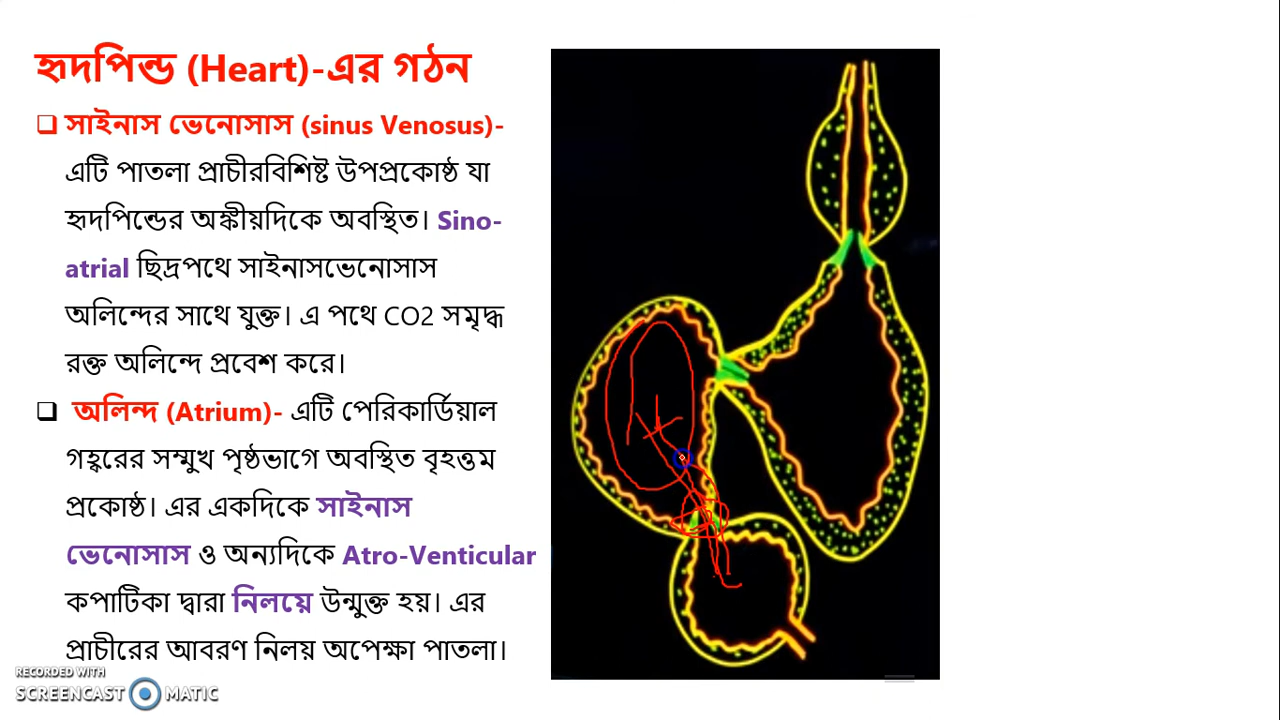 হৃদপিন্ড (Heart)-এর গঠন
সাইনাস ভেনোসাস (sinus Venosus)-
এটি পাতলা প্রাচীরবিশিষ্ট উপপ্রকোষ্ঠ যা
হৃদপিন্ডের অঙ্কীয়দিকে অবস্থিত। Sino-
atrial ছিদ্রপথে সাইনাসভেনোসাস
অলিন্দের সাথে যুক্ত। এ পথে CO2 সমৃদ্ধ
রক্ত অলিন্দে প্রবেশ করে।
অলিন্দ (Atrium)- এটি পেরিকার্ডিয়াল
গহ্বরের সম্মুখ পৃষ্ঠভাগে অবস্থিত বৃহত্তম
প্রকোষ্ঠ। এর একদিকে সাইনাস
ভেনোসাস ও অন্যদিকে Atro-Venticular
কপাটিকা দ্বারা নিলয়ে উন্মুক্ত হয়। এর
প্রাচীরের আবরণ নিলয় অপেক্ষা পাতলা।
RECORDED WITH
SCREENCAST MATIC